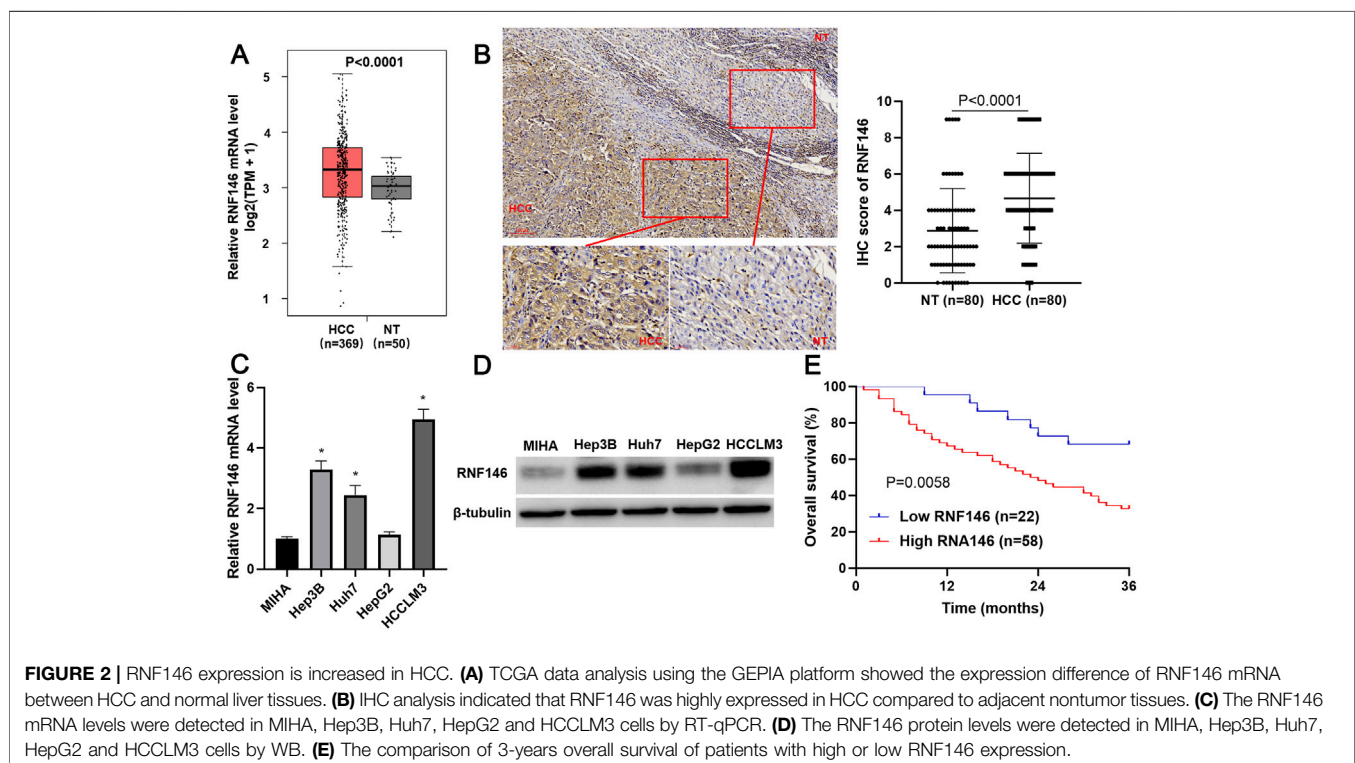 A
P<0.0001
Relative RNF146 mRNA level
log2(TPM + 1)
5
4
3
2
1
HCC
(n=369)
NT
(n=50)
B
NT
HCC
HCC
NT
P<0.0001
IHC score of RNF146
10
8
6
4
2
0
NT (n=80)
HCC (n=80)
C
Relative RNF146 mRNA level
6
4
2
0
*
*
*
MIHA
Hep3B
Huh7
HepG2
HCCLM3
D
MIHA Hep3B Huh7 HepG2 HCCLM3
RNF146
β-tubulin
E
Overall survival (%)
100
80
60
40
20
0
P=0.0058
Low RNF146 (n=22)
High RNA146 (n=58)
0 12 24 36
Time (months)
FIGURE 2 | RNF146 expression is increased in HCC. (A) TCGA data analysis using the GEPIA platform showed the expression difference of RNF146 mRNA
between HCC and normal liver tissues. (B) IHC analysis indicated that RNF146 was highly expressed in HCC compared to adjacent nontumor tissues. (C) The RNF146
mRNA levels were detected in MIHA, Hep3B, Huh7, HepG2 and HCCLM3 cells by RT-qPCR. (D) The RNF146 protein levels were detected in MIHA, Hep3B, Huh7,
HepG2 and HCCLM3 cells by WB. (E) The comparison of 3-years overall survival of patients with high or low RNF146 expression.